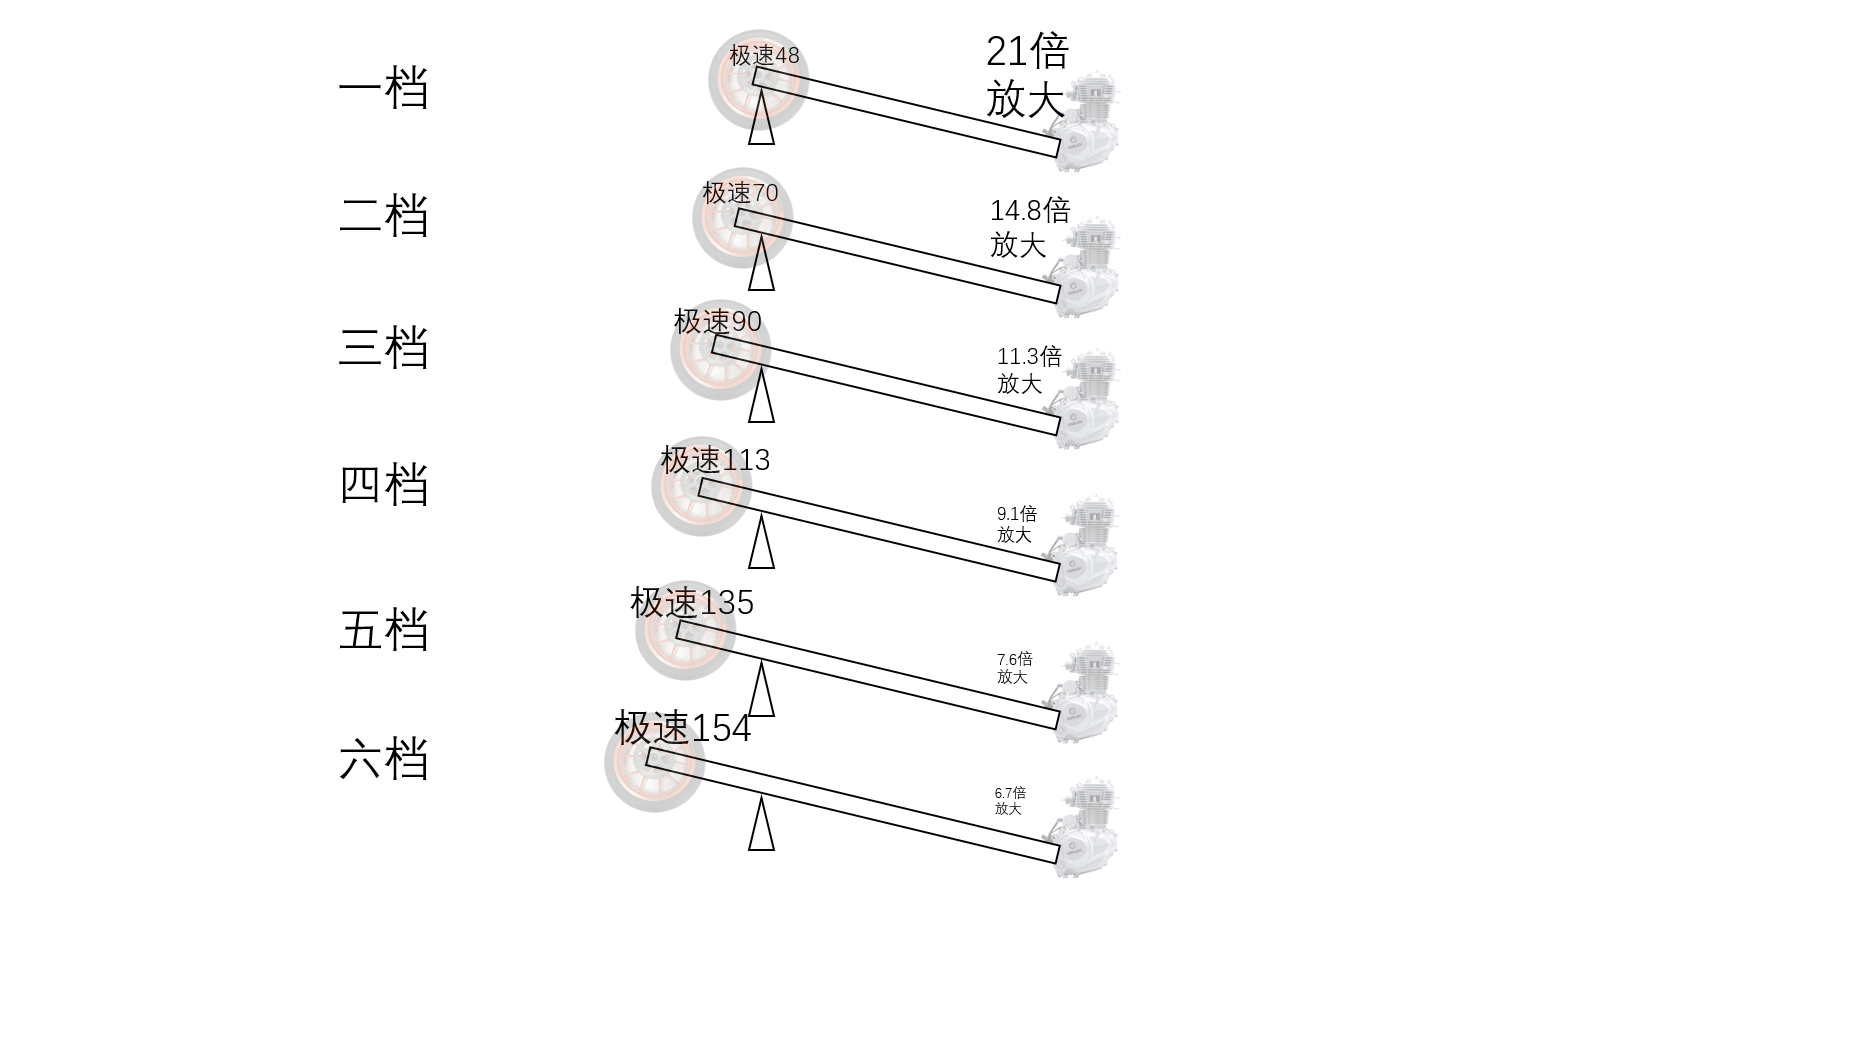 一档
极速48
21倍
放大
二档
极速70
14.8倍
放大
三档
极速90
11.3倍
放大
四档
极速113
9.1倍
放大
五档
极速135
7.6倍
放大
六档
极速154
6.7倍
放大